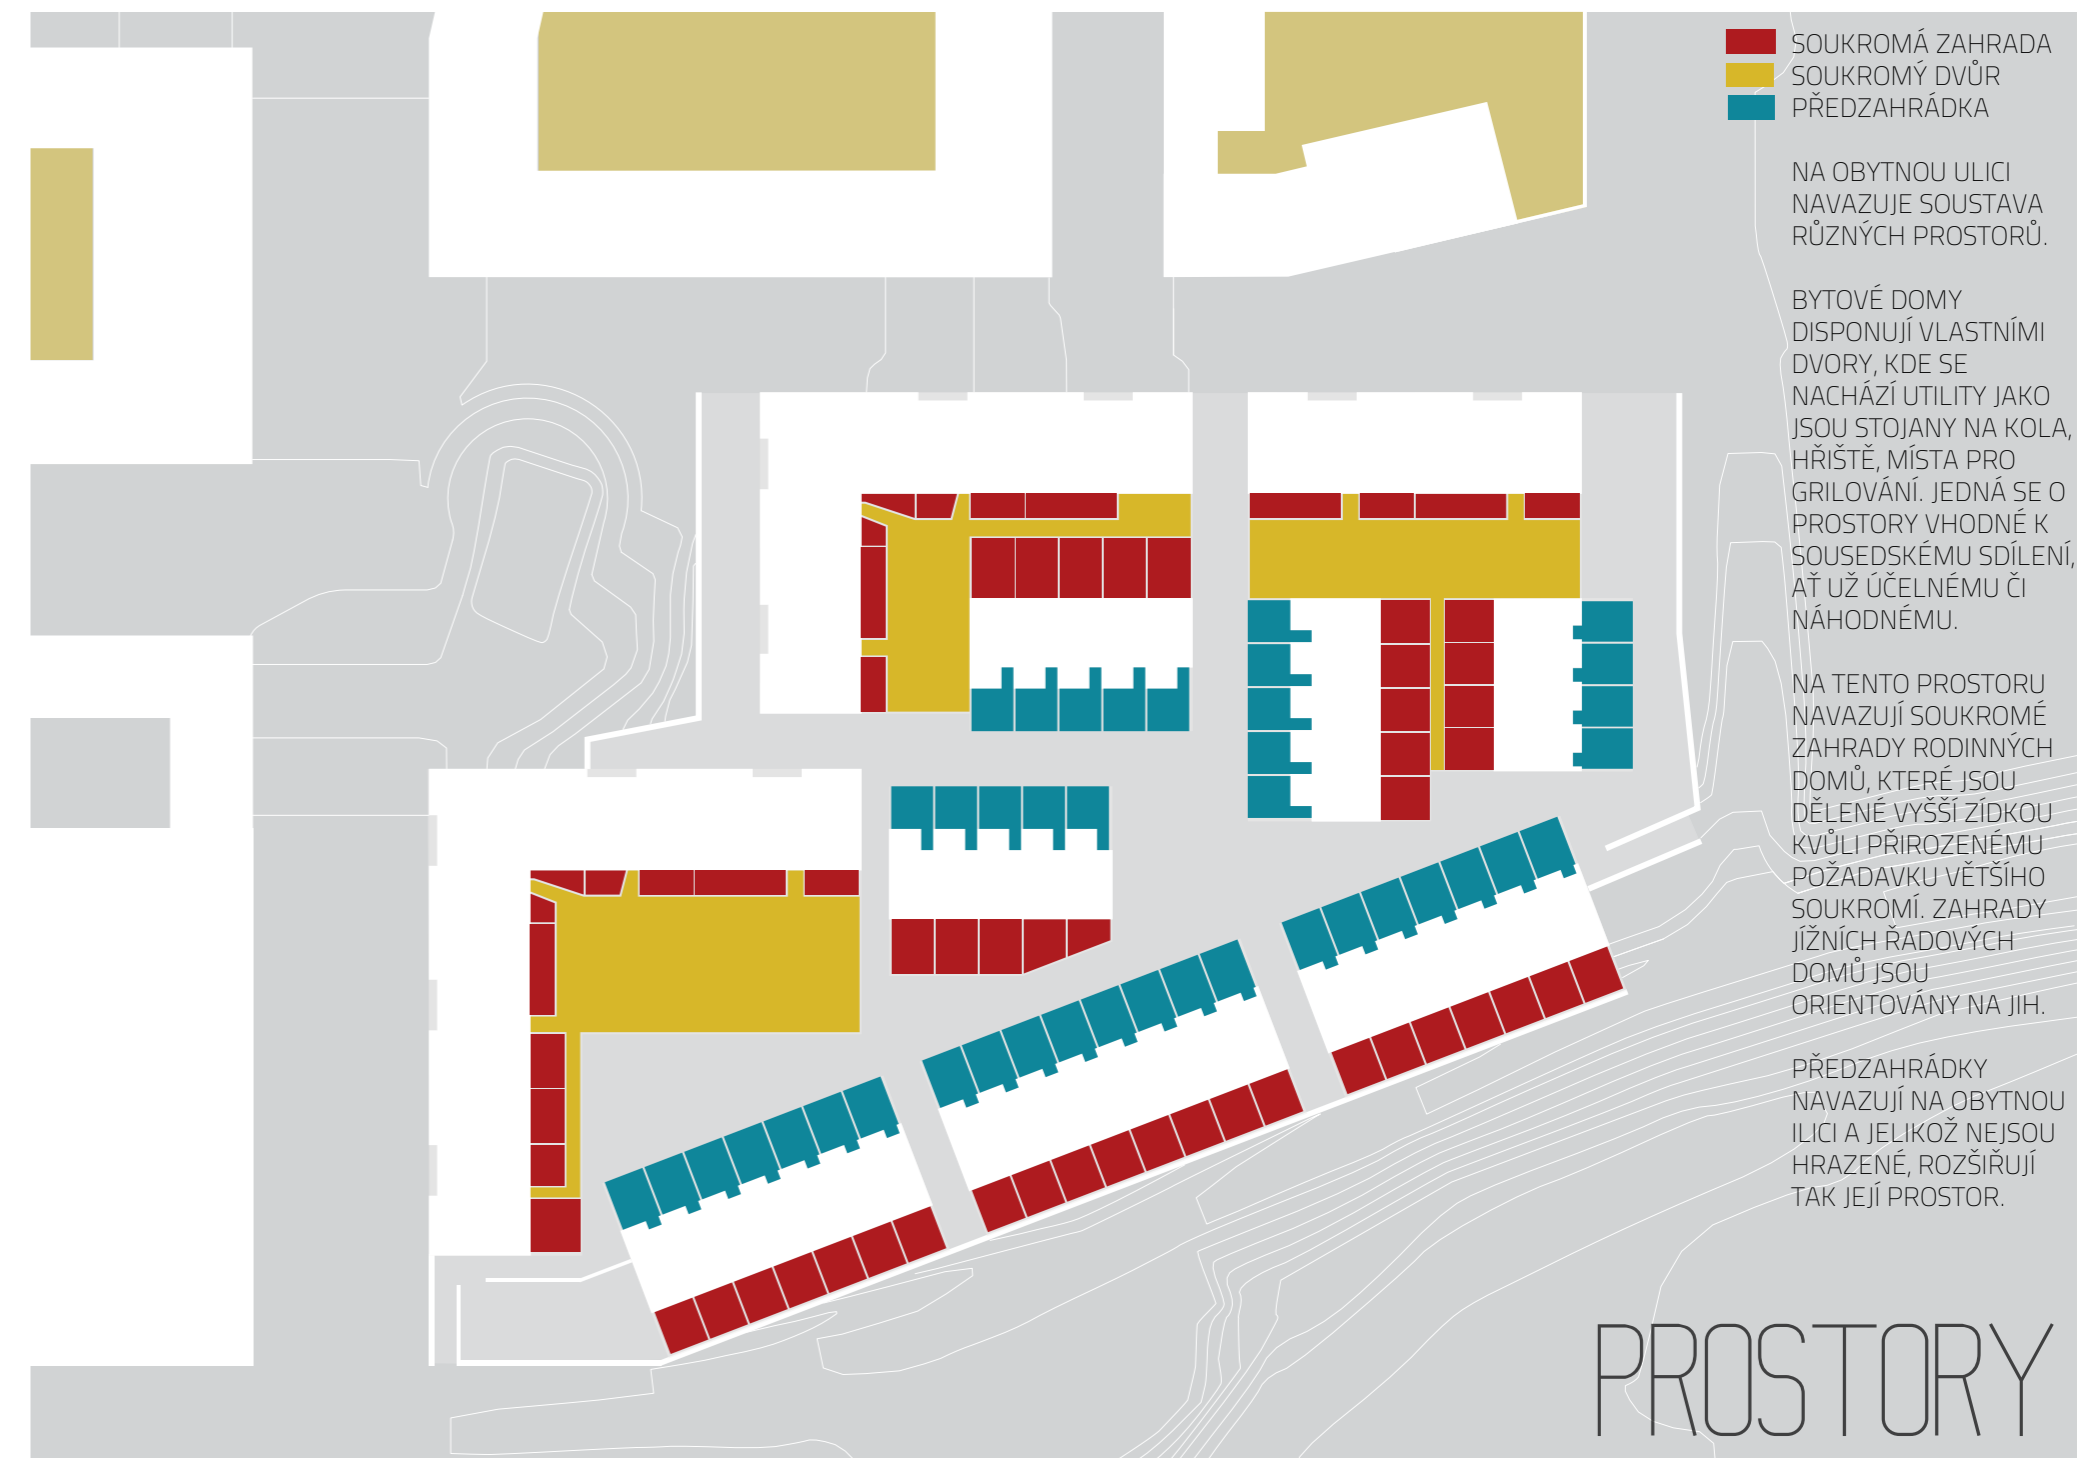 SOUKROMÁ ZAHRADA
SOUKROMÝ DVŮR
PŘEDZAHRÁDKA
NA OBYTNOU ULICI
NAVAZUJE SOUSTAVA
RŮZNÝCH PROSTORŮ.
BYTOVÉ DOMY
DISPONUJÍ VLASTNÍMI
DVORY, KDE SE
NACHÁZÍ UTILITY JAKO
JSOU STOJANY NA KOLA,
HŘIŠTĚ, MÍSTA PRO
GRILOVÁNÍ. JEDNÁ SE O
PROSTORY VHODNÉ K
SOUSEDSKÉMU SDÍLENÍ,
AŤ UŽ ÚČELNÉMU ČI
NÁHODNÉMU.
NA TENTO PROSTORU
NAVAZUJÍ SOUKROMÉ
ZAHRADY RODINNÝCH
DOMŮ, KTERÉ JSOU
DĚLENÉ VYŠŠÍ ZÍDKOU
KVŮLI PŘIROZENÉMU
POŽADAVKU VĚTŠÍHO
SOUKROMÍ. ZAHRADY
JÍŽNÍCH ŘADOVÝCH
DOMŮ JSOU
ORIENTOVÁNY NA JIH.
PŘEDZAHRÁDKY
NAVAZUJÍ NA OBYTNOU
ILICI A JELIKOŽ NEJSOU
HRAZENÉ, ROZŠIŘUJÍ
TAK JEJÍ PROSTOR.
PROSTORY